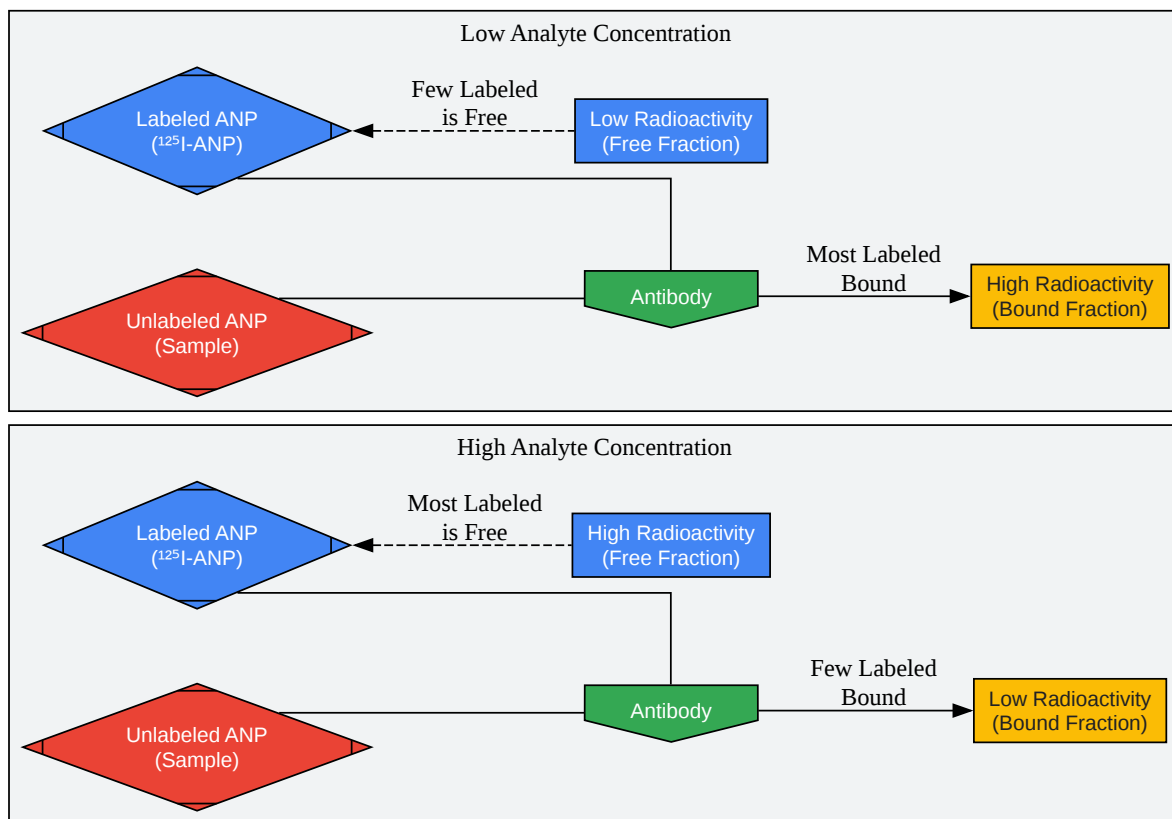 Low Analyte Concentration
Labeled ANP
(¹²⁵I-ANP)
Few Labeled
is Free
Low Radioactivity
(Free Fraction)
Unlabeled ANP
(Sample)
Antibody
Most Labeled
Bound
High Radioactivity
(Bound Fraction)
High Analyte Concentration
Labeled ANP
(¹²⁵I-ANP)
Most Labeled
is Free
High Radioactivity
(Free Fraction)
Unlabeled ANP
(Sample)
Antibody
Few Labeled
Bound
Low Radioactivity
(Bound Fraction)